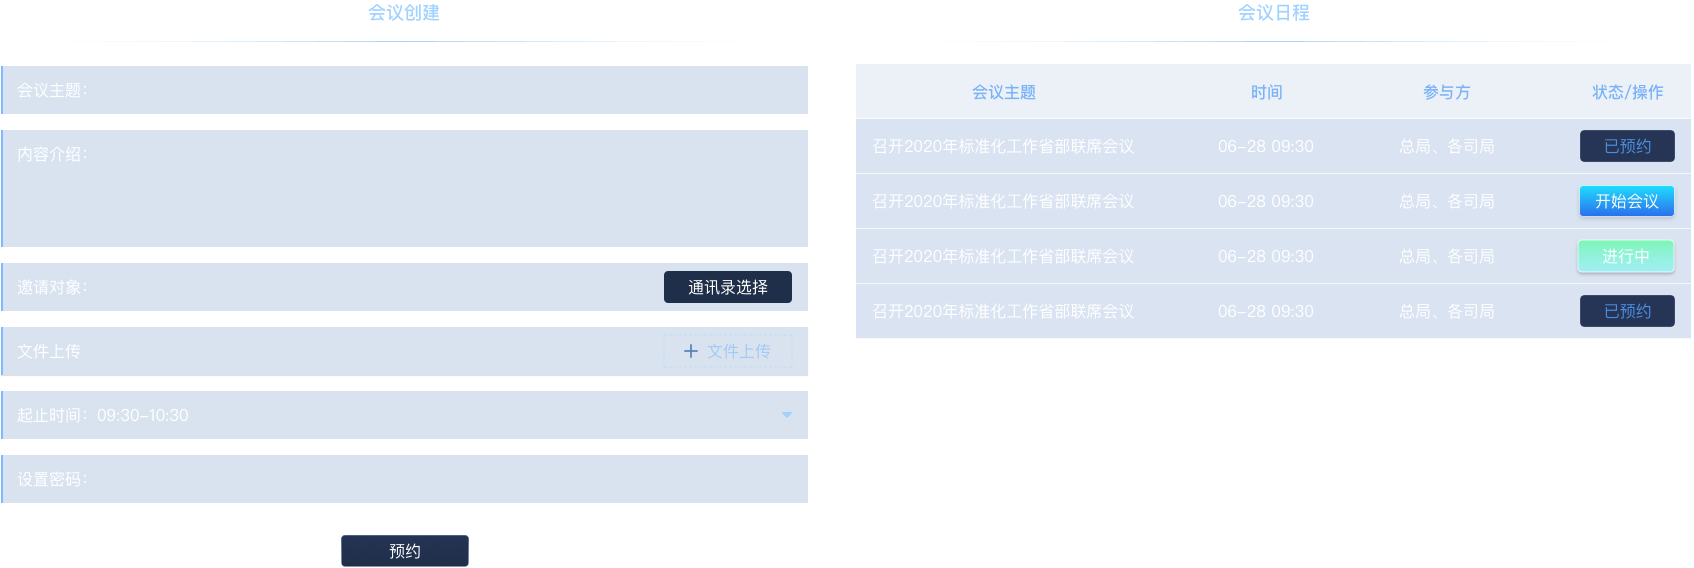 会议创建
会议主题：
内容介绍：
邀请对象：
通讯录选择
文件上传
+ 文件上传
起止时间：09:30-10:30
设置密码：
预约
会议日程
会议主题 时间 参与方 状态/操作
召开2020年标准化工作省部联席会议 06-28 09:30 总局、各司局 已预约
召开2020年标准化工作省部联席会议 06-28 09:30 总局、各司局 开始会议
召开2020年标准化工作省部联席会议 06-28 09:30 总局、各司局 进行中
召开2020年标准化工作省部联席会议 06-28 09:30 总局、各司局 已预约